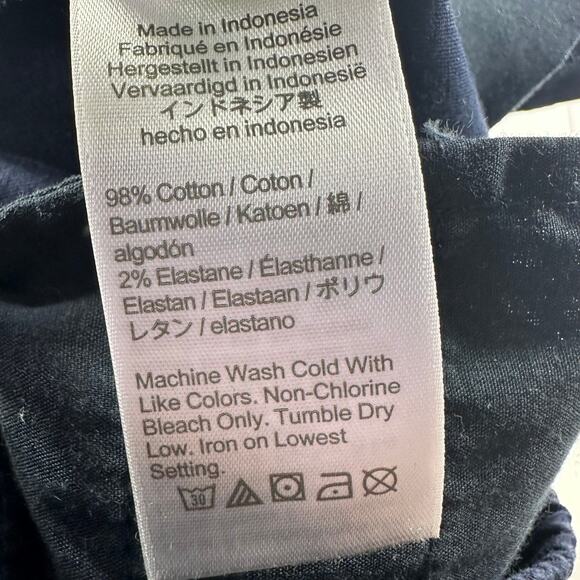 Made in Indonesia
Fabriqué en Indonésie
Hergestellt in Indonesien
Vervaardigd in Indonesië
インドネシア製
hecho en indonesia
98% Cotton / Coton /
Baumwolle / Katoen / 綿 /
algodón
2% Elastane / Élasthanne /
Elastan / Elastaan / ポリウ
レタン / elastano
Machine Wash Cold With
Like Colors. Non-Chlorine
Bleach Only. Tumble Dry
Low. Iron on Lowest
Setting.
30